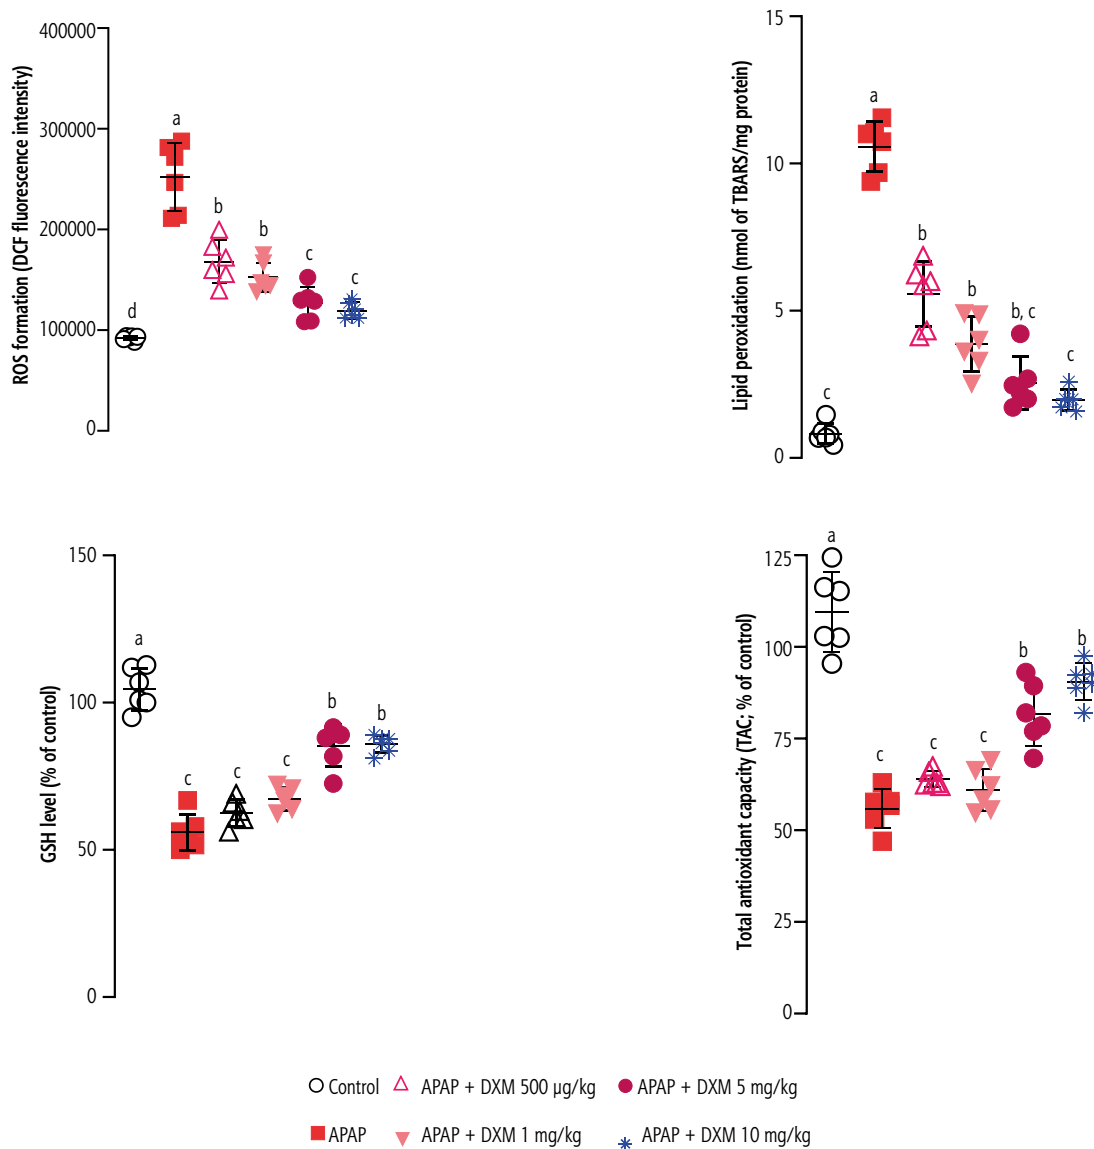 ROS formation (DCF fluorescence intensity)
400000
300000
200000
100000
0
d
a
b
b
c
c
Lipid peroxidation (nmol of TBARS/mg protein)
15
10
5
0
c
a
b
b
b, c
c
GSH level (% of control)
150
100
50
0
a
c
c
c
b
b
Total antioxidant capacity (TAC; % of control)
125
100
75
50
25
0
a
c
c
c
b
b
Control
APAP + DXM 500 µg/kg
APAP + DXM 5 mg/kg
APAP
APAP + DXM 1 mg/kg
APAP + DXM 10 mg/kg